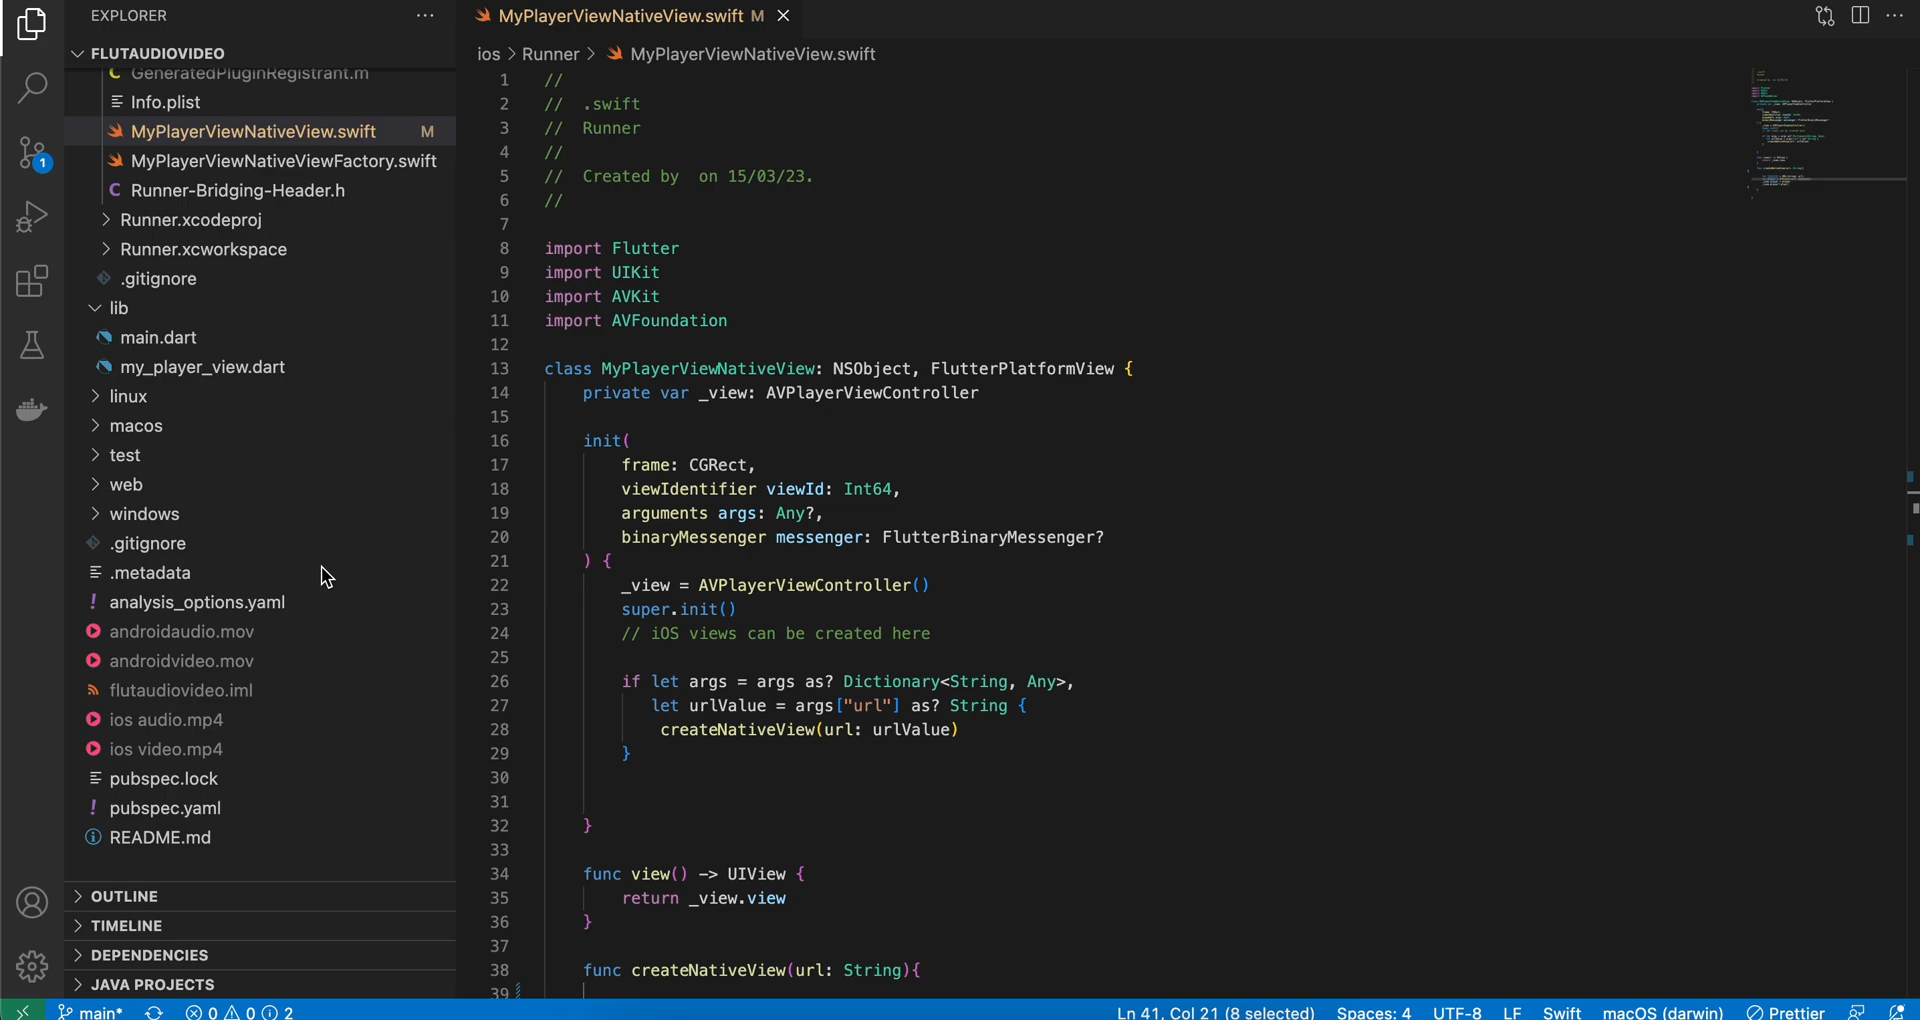 EXPLORER
FLUTAUDIOVIDEO
GeneratedPluginRegistrant.m
Info.plist
MyPlayerViewNativeView.swift M
MyPlayerViewNativeViewFactory.swift
Runner-Bridging-Header.h
Runner.xcodeproj
Runner.xcworkspace
.gitignore
lib
main.dart
my_player_view.dart
linux
macos
test
web
windows
.gitignore
.metadata
analysis_options.yaml
androidaudio.mov
androidvideo.mov
flutaudiovideo.iml
ios audio.mp4
ios video.mp4
pubspec.lock
pubspec.yaml
README.md
OUTLINE
TIMELINE
DEPENDENCIES
JAVA PROJECTS
1
MyPlayerViewNativeView.swift M
ios > Runner > MyPlayerViewNativeView.swift
1 //
2 // .swift
3 // Runner
4 //
5 // Created by on 15/03/23.
6 //
7
8 import Flutter
9 import UIKit
10 import AVKit
11 import AVFoundation
12
13 class MyPlayerViewNativeView: NSObject, FlutterPlatformView {
14 private var _view: AVPlayerViewController
15
16 init(
17 frame: CGRect,
18 viewIdentifier viewId: Int64,
19 arguments args: Any?,
20 binaryMessenger messenger: FlutterBinaryMessenger?
21 ) {
22 _view = AVPlayerViewController()
23 super.init()
24 // iOS views can be created here
25
26 if let args = args as? Dictionary<String, Any>,
27 let urlValue = args["url"] as? String {
28 createNativeView(url: urlValue)
29 }
30
31
32 }
33
34 func view() -> UIView {
35 return _view.view
36 }
37
38 func createNativeView(url: String){
39
main* 0 0 2 Ln 41, Col 21 (8 selected) Spaces: 4 UTF-8 LF Swift macOS (darwin) Prettier